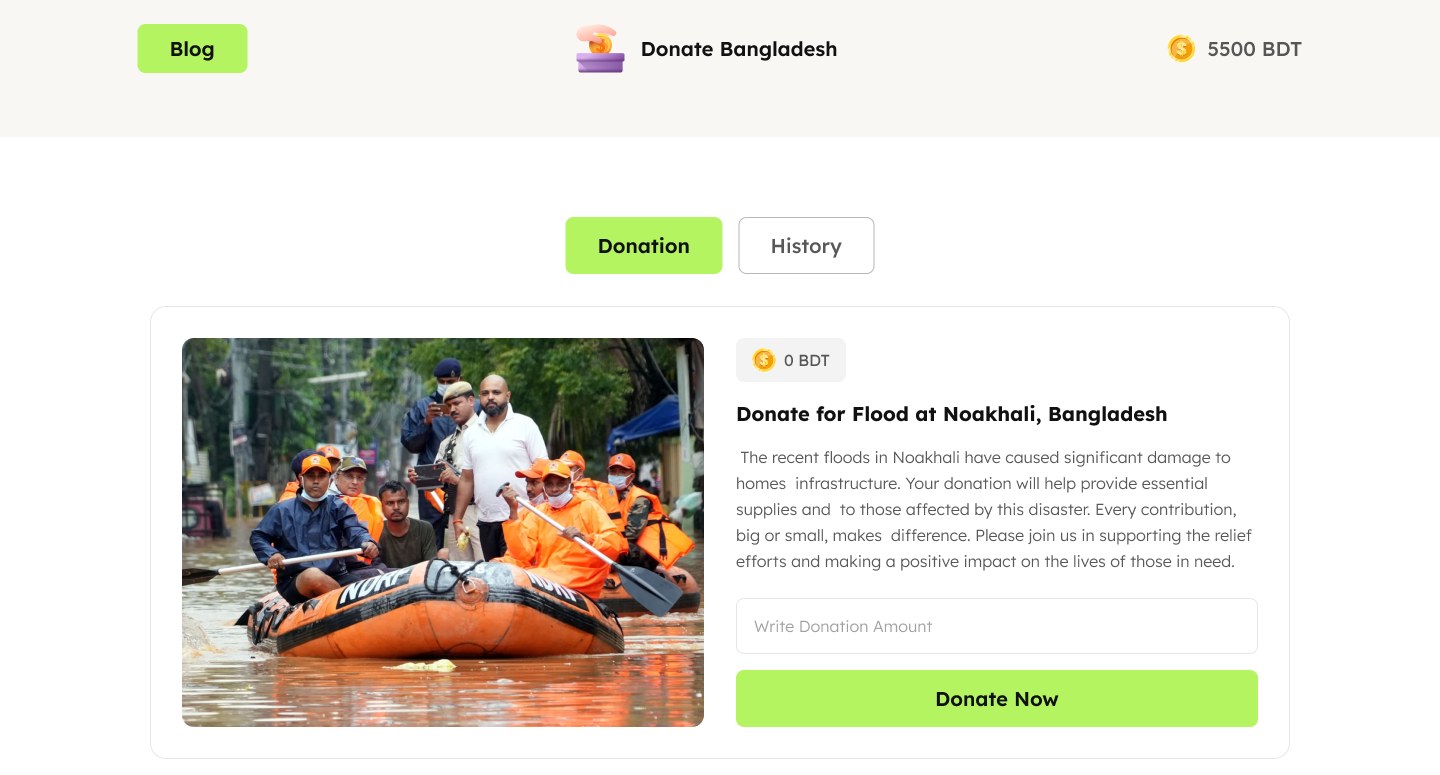 Blog
Donate Bangladesh
5500 BDT
Donation
History
0 BDT
Donate for Flood at Noakhali, Bangladesh
The recent floods in Noakhali have caused significant damage to
homes  infrastructure. Your donation will help provide essential
supplies and  to those affected by this disaster. Every contribution,
big or small, makes  difference. Please join us in supporting the relief
efforts and making a positive impact on the lives of those in need.
Write Donation Amount
Donate Now